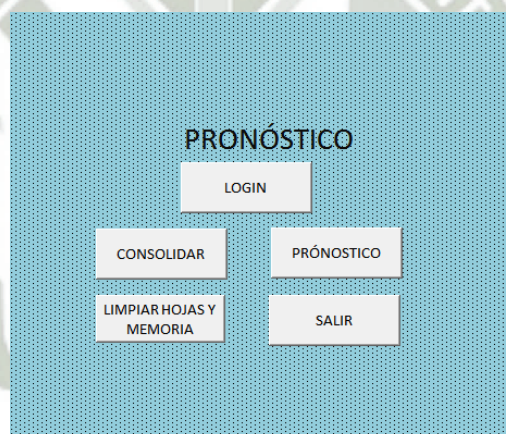 PRONÓSTICO
LOGIN
CONSOLIDAR
PRÓNOSTICO
LIMPIAR HOJAS Y
MEMORIA
SALIR